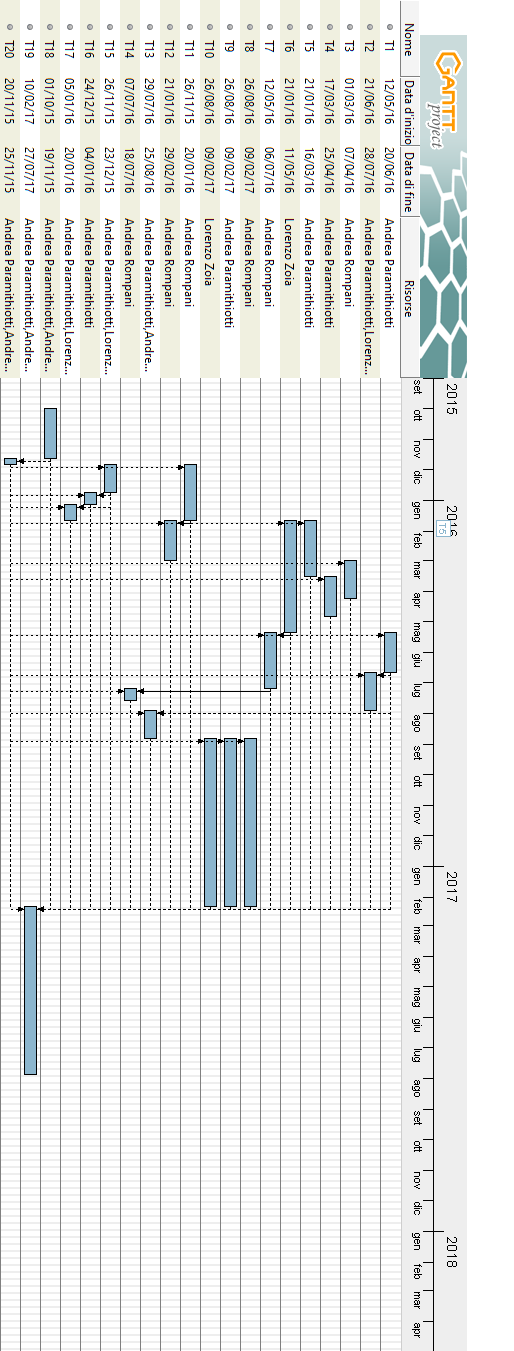 GANTT
project
2015
2016
2017
2018
T5
Nome Data d'inizio Data di fine Risorse
set ott nov dic gen feb mar apr mag giu lug ago set ott nov dic gen feb mar apr mag giu lug ago set ott nov dic gen feb mar apr
T1 12/05/16 20/06/16 Andrea Paramithiotti
T2 21/06/16 28/07/16 Andrea Paramithiotti,Lorenz...
T3 01/03/16 07/04/16 Andrea Rompani
T4 17/03/16 25/04/16 Andrea Paramithiotti
T5 21/01/16 16/03/16 Andrea Paramithiotti
T6 21/01/16 11/05/16 Lorenzo Zoia
T7 12/05/16 06/07/16 Andrea Rompani
T8 26/08/16 09/02/17 Andrea Rompani
T9 26/08/16 09/02/17 Andrea Paramithiotti
T10 26/08/16 09/02/17 Lorenzo Zoia
T11 26/11/15 20/01/16 Andrea Rompani
T12 21/01/16 29/02/16 Andrea Rompani
T13 29/07/16 25/08/16 Andrea Paramithiotti,Andre...
T14 07/07/16 18/07/16 Andrea Rompani
T15 26/11/15 23/12/15 Andrea Paramithiotti,Lorenz...
T16 24/12/15 04/01/16 Andrea Paramithiotti
T17 05/01/16 20/01/16 Andrea Paramithiotti,Lorenz...
T18 01/10/15 19/11/15 Andrea Paramithiotti,Andre...
T19 10/02/17 27/07/17 Andrea Paramithiotti,Andre...
T20 20/11/15 25/11/15 Andrea Paramithiotti,Andre...